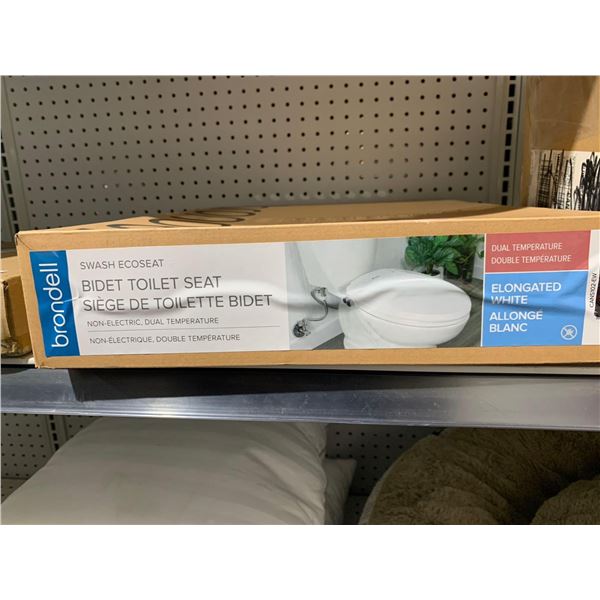 brondell
SWASH ECOSEAT
BIDET TOILET SEAT
SIÈGE DE TOILETTE BIDET
NON-ELECTRIC, DUAL TEMPERATURE
NON-ÉLECTRIQUE, DOUBLE TEMPÉRATURE
DUAL TEMPERATURE
DOUBLE TEMPÉRATURE
ELONGATED
WHITE
ALLONGÉ
BLANC